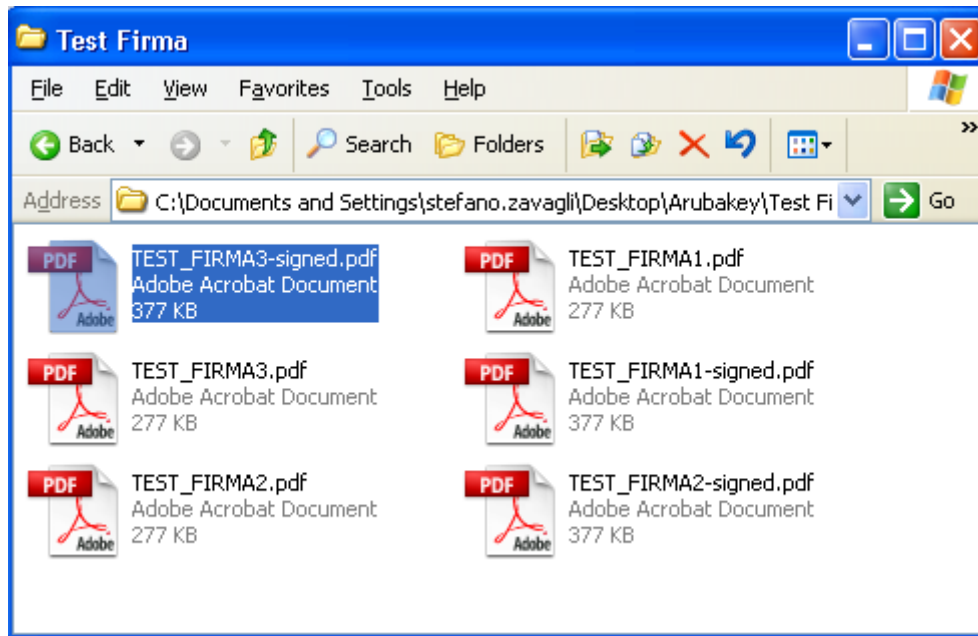 Test Firma
File Edit View Favorites Tools Help
Back Search Folders »
Address C:\Documents and Settings\stefano.zavagli\Desktop\Arubakey\Test Fi Go
PDF Adobe TEST_FIRMA3-signed.pdf
Adobe Acrobat Document
377 KB
PDF Adobe TEST_FIRMA1.pdf
Adobe Acrobat Document
277 KB
PDF Adobe TEST_FIRMA3.pdf
Adobe Acrobat Document
277 KB
PDF Adobe TEST_FIRMA1-signed.pdf
Adobe Acrobat Document
377 KB
PDF Adobe TEST_FIRMA2.pdf
Adobe Acrobat Document
277 KB
PDF Adobe TEST_FIRMA2-signed.pdf
Adobe Acrobat Document
377 KB